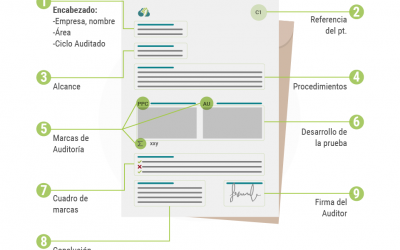 1
Encabezado:
-Empresa, nombre
-Área
-Ciclo Auditado
C1
2
Referencia
del pt.
3
Alcance
4
Procedimientos
PPC
AU
5
Marcas de
Auditoría
6
Desarrollo de
la prueba
Σ xxy
7
Cuadro de
marcas
9
Firma del
Auditor
8
Conclusión